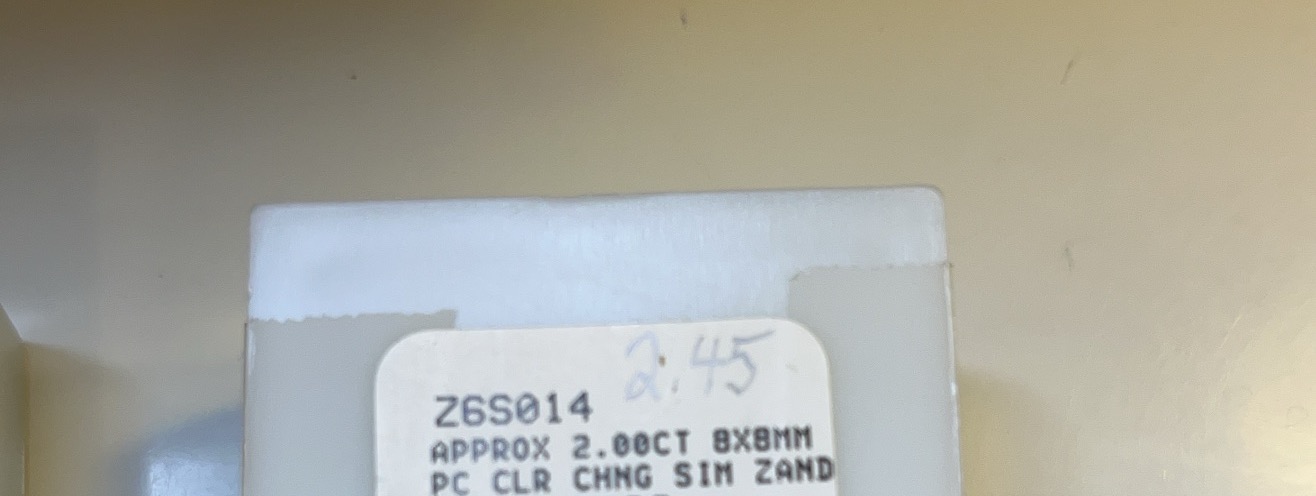 2.45
Z6S014
APPROX 2.00CT 8X8MM
PC CLR CHNG SIM ZAND